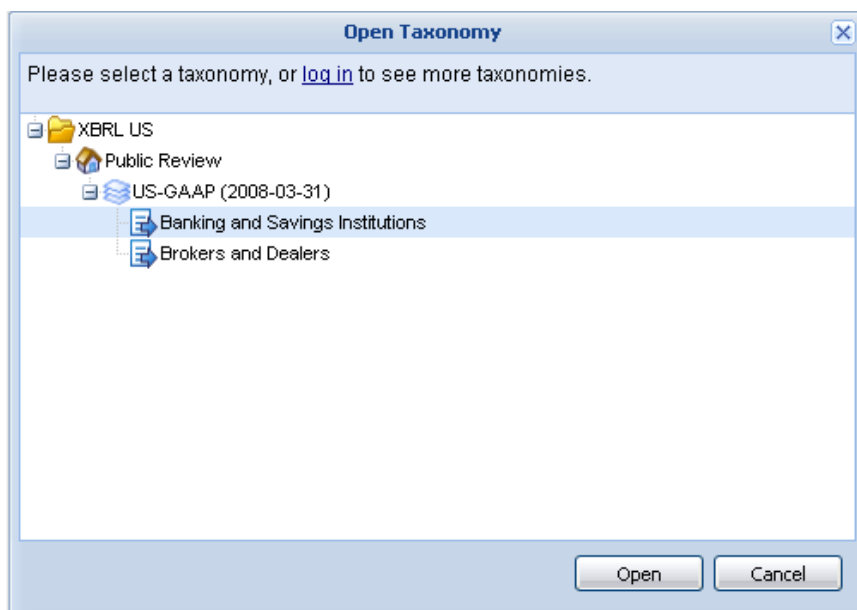 Open Taxonomy
Please select a taxonomy, or log in to see more taxonomies.
XBRL US
Public Review
US-GAAP (2008-03-31)
Banking and Savings Institutions
Brokers and Dealers
Open Cancel